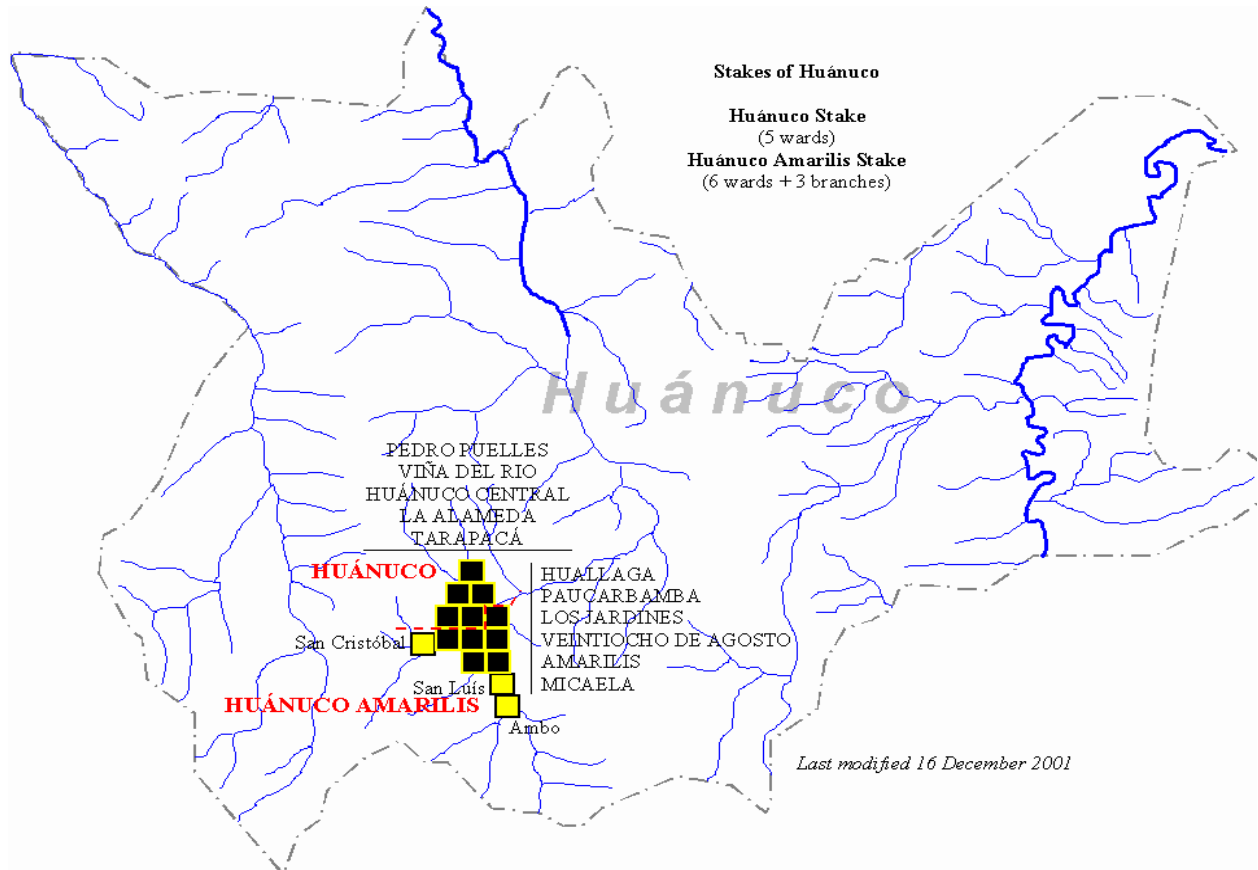 Stakes of Huánuco
Huánuco Stake
(5 wards)
Huánuco Amarilis Stake
(6 wards + 3 branches)
Huánuco
PEDRO PUELLES
VIÑA DEL RIO
HUÁNUCO CENTRAL
LA ALAMEDA
TARAPACÁ
HUÁNUCO
HUALLAGA
PAUCARBAMBA
LOS JARDINES
VEINTIOCHO DE AGOSTO
AMARILIS
MICAELA
San Cristóbal
San Luís
HUÁNUCO AMARILIS
Ambo
Last modified 16 December 2001